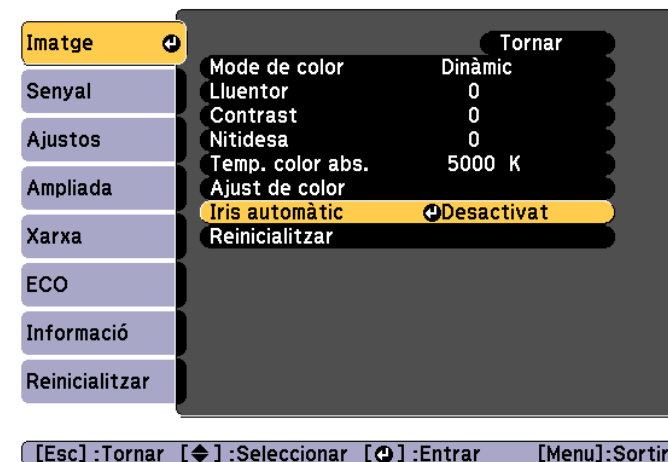 Imatge
Senyal
Ajustos
Ampliada
Xarxa
ECO
Informació
Reinicialitzar
Tornar
Mode de color Dinàmic
Lluentor 0
Contrast 0
Nitidesa 0
Temp. color abs. 5000 K
Ajust de color
Iris automàtic Desactivat
Reinicialitzar
[Esc] :Tornar [ ] :Seleccionar [ ] :Entrar [Menu]:Sortir